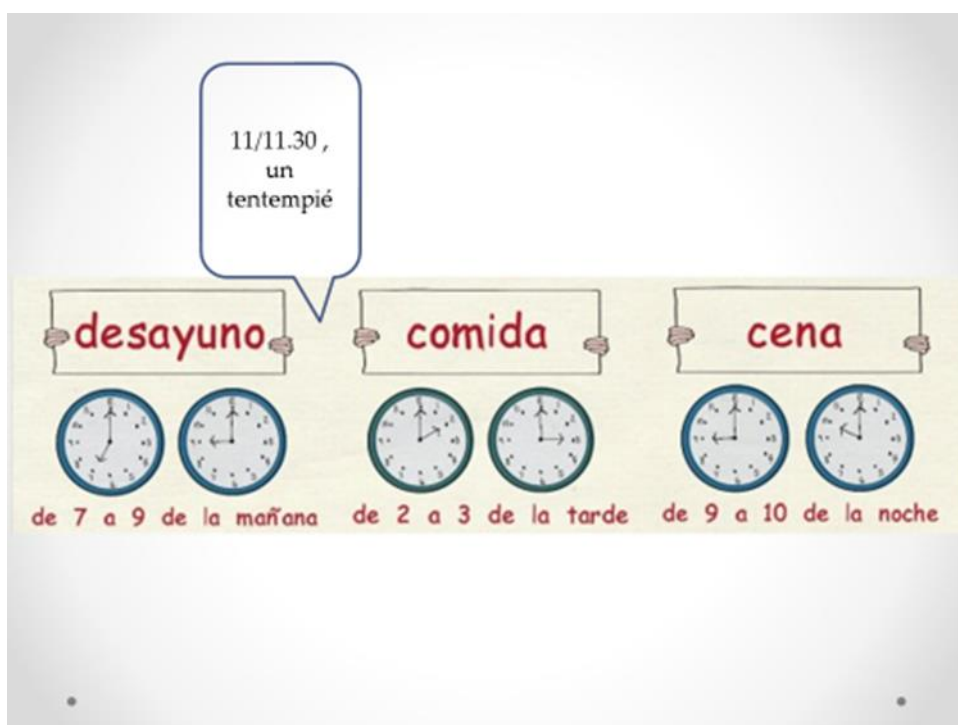 11/11.30 ,
un
tentempié
desayuno
comida
cena
de 7 a 9 de la mañana
de 2 a 3 de la tarde
de 9 a 10 de la noche